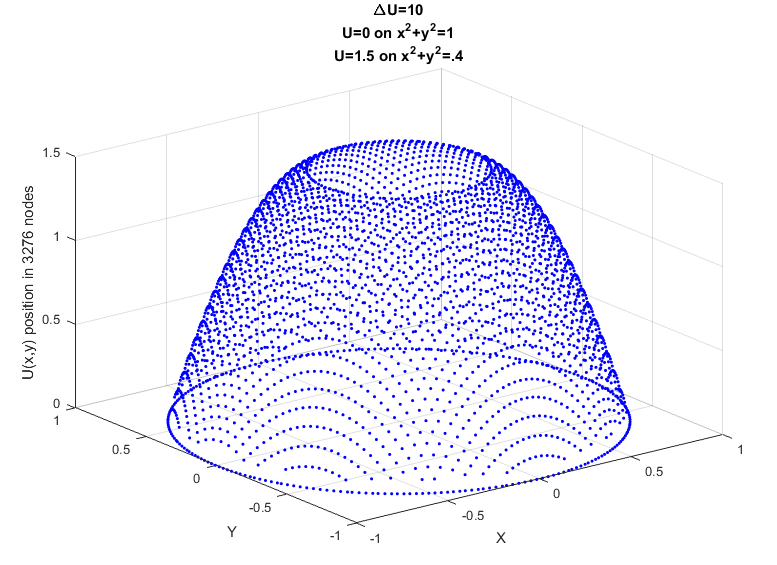 △U=10
U=0 on x²+y²=1
U=1.5 on x²+y²=.4
U(x,y) position in 3276 nodes
1.5
1
0.5
0
1
0.5
0
-0.5
-1
Y
-1
-0.5
0
0.5
1
X